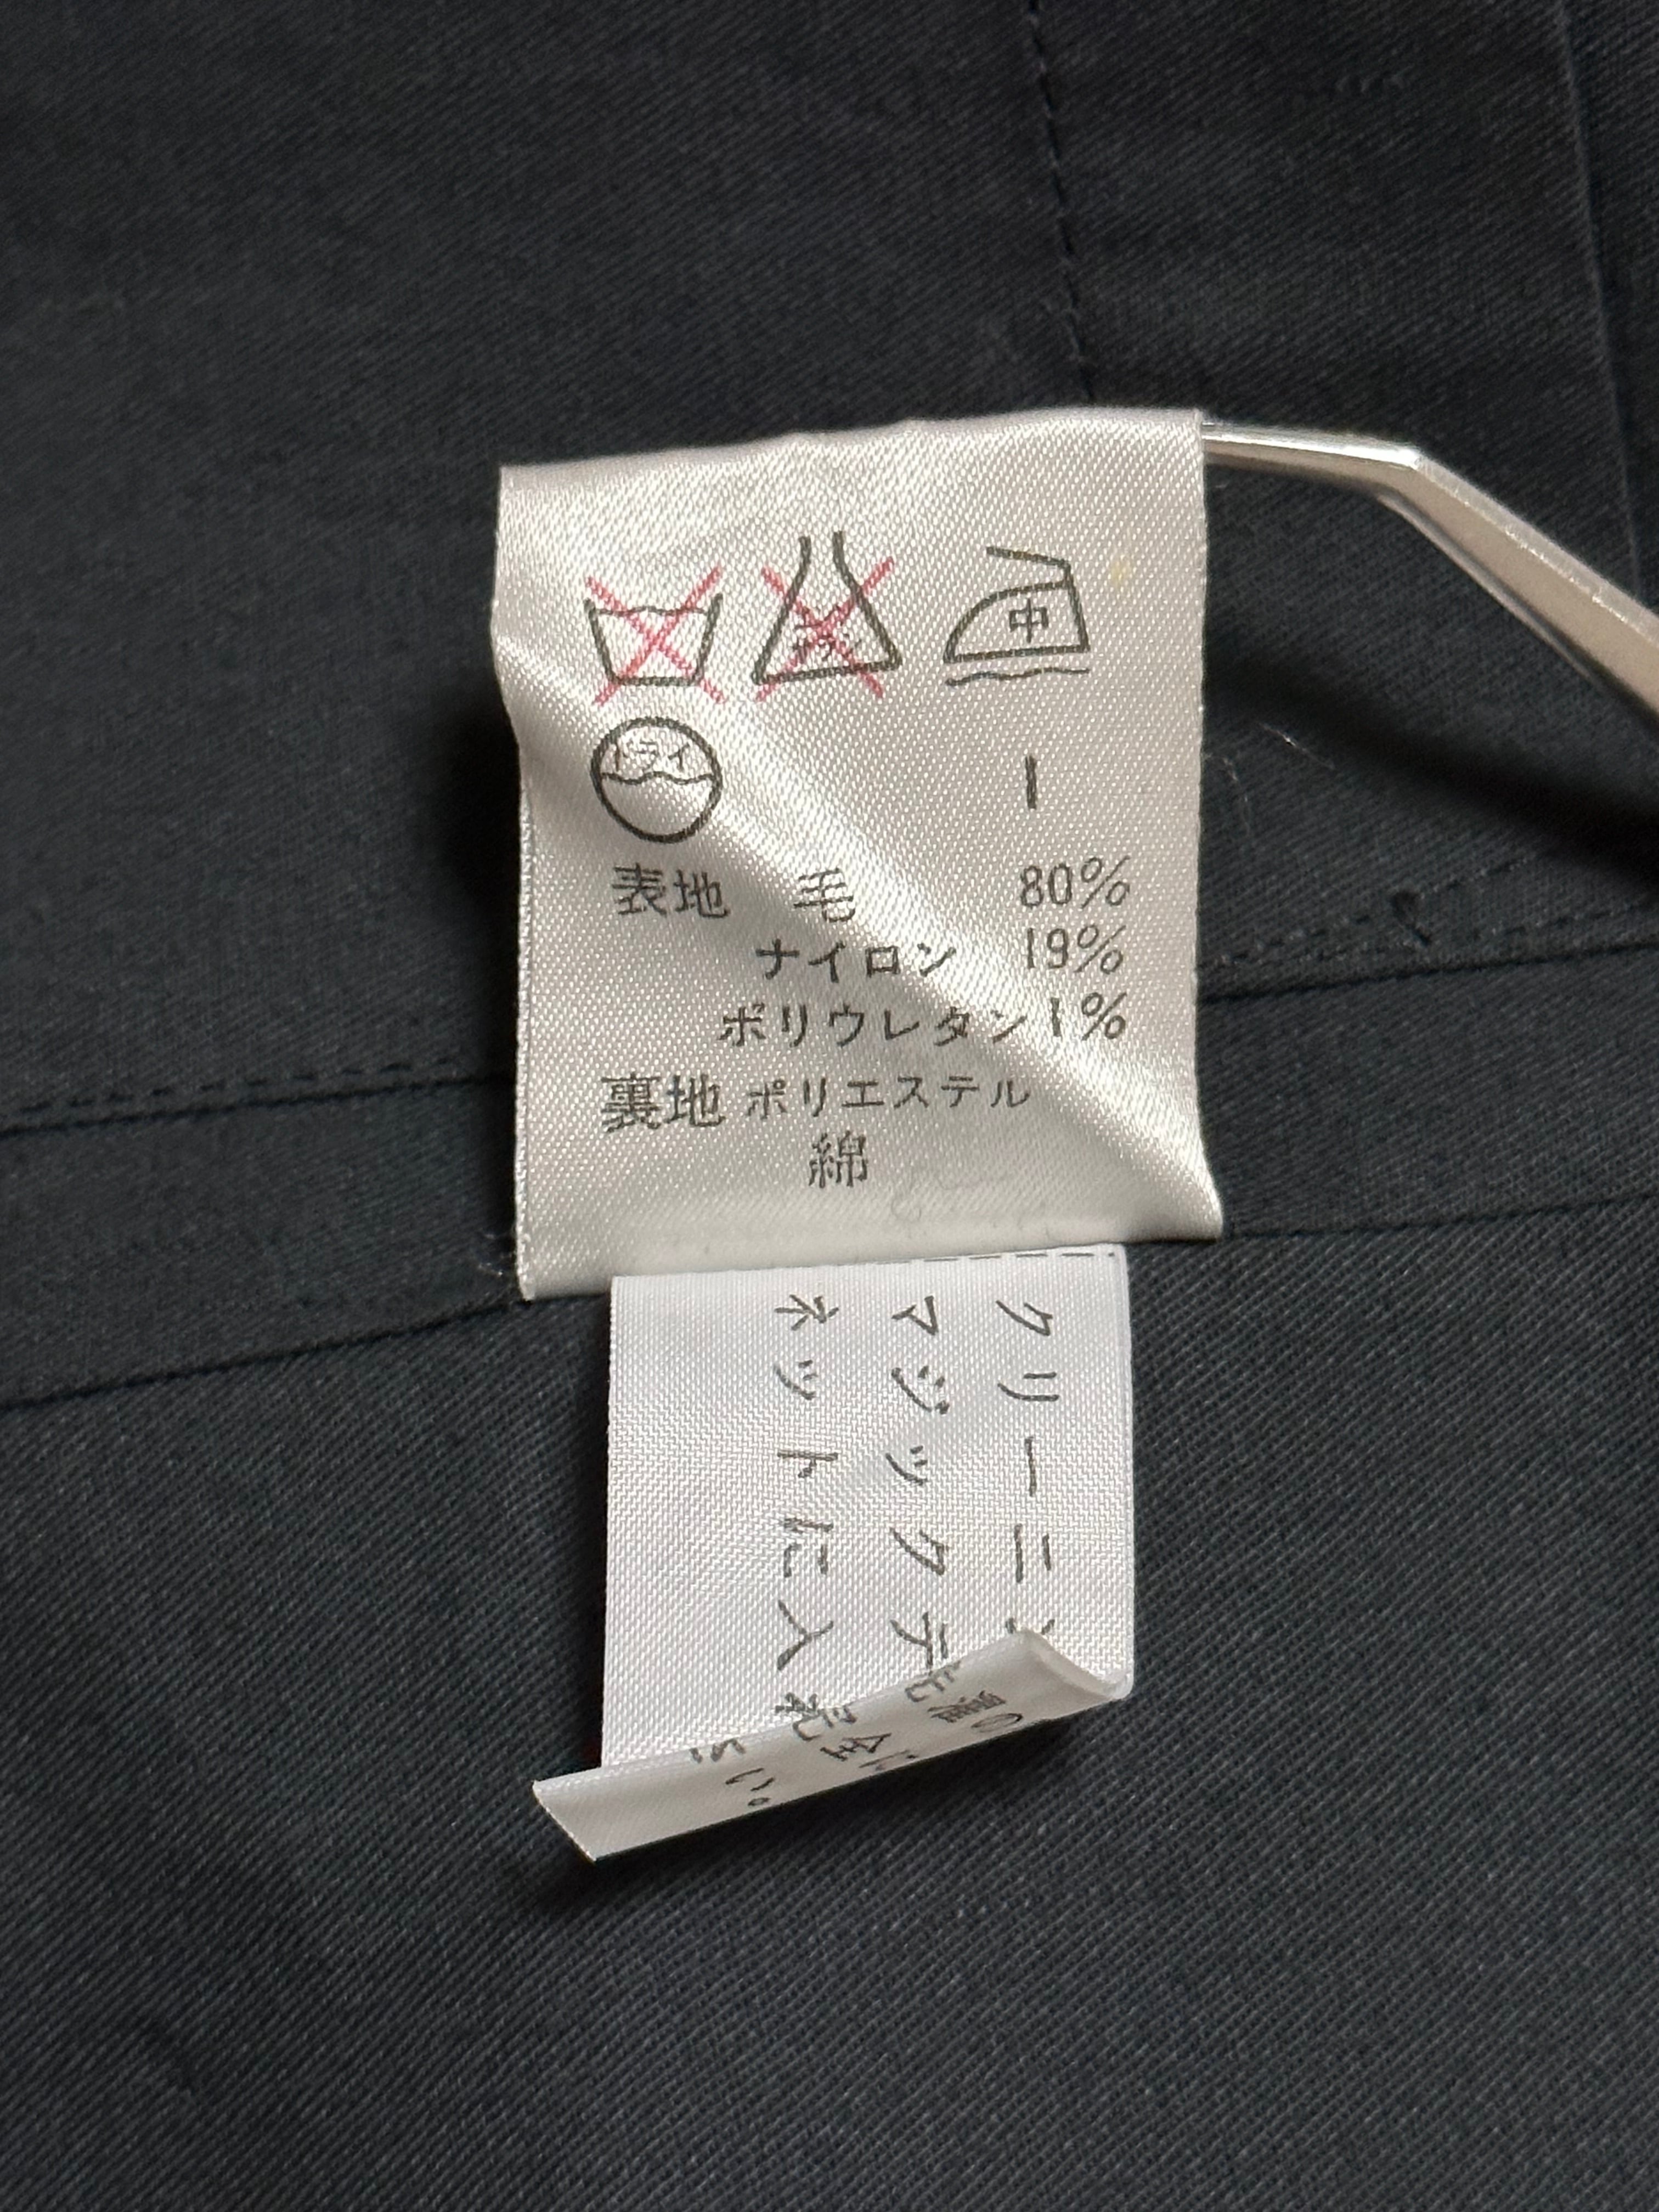 中
ドライ
I
表地 毛 80%
ナイロン 19%
ポリウレタン 1%
裏地 ポリエステル
綿
クリーニン
マジックテ
ネットに入れ